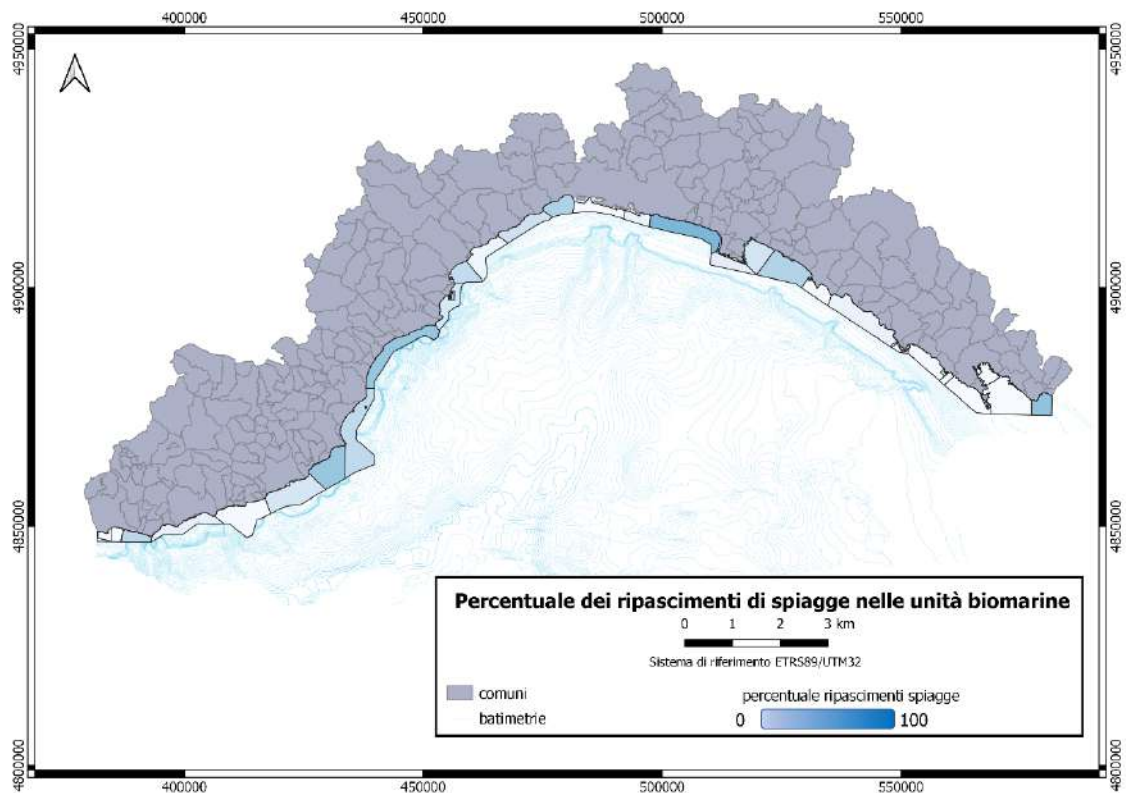 400000 450000 500000 550000
4950000 4950000
4900000 4900000
4850000 4850000
Percentuale dei ripascimenti di spiagge nelle unità biomarine
0 1 2 3 km
Sistema di riferimento ETRS89/UTM32
comuni
percentuale ripascimenti spiagge
batimetrie
0 100
4800000 4800000
400000 450000 500000 550000